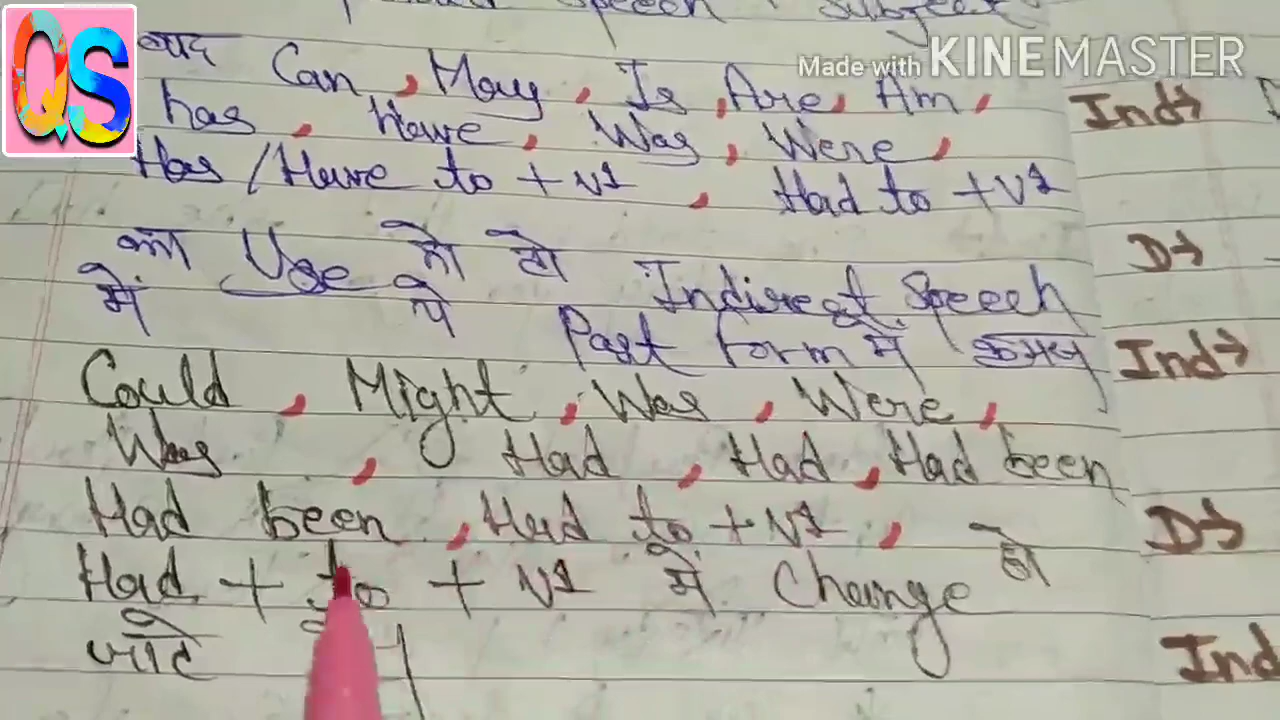 Speech, Subject
QS
Made with KINEMASTER
बाद Can, May, Is, Are, Am,
has, Have, Was, Were,
Has/Have to + V1, Had to + V1
का Use हो तो Indirect Speech
में ये Past form में क्रमशः
Could, Might, Was, Were,
Was, Had, Had, Had been
Had been, Had to + V1,
Had + to + V1 में Change हो
जाते
Ind→
D→
Ind→
D→
Ind